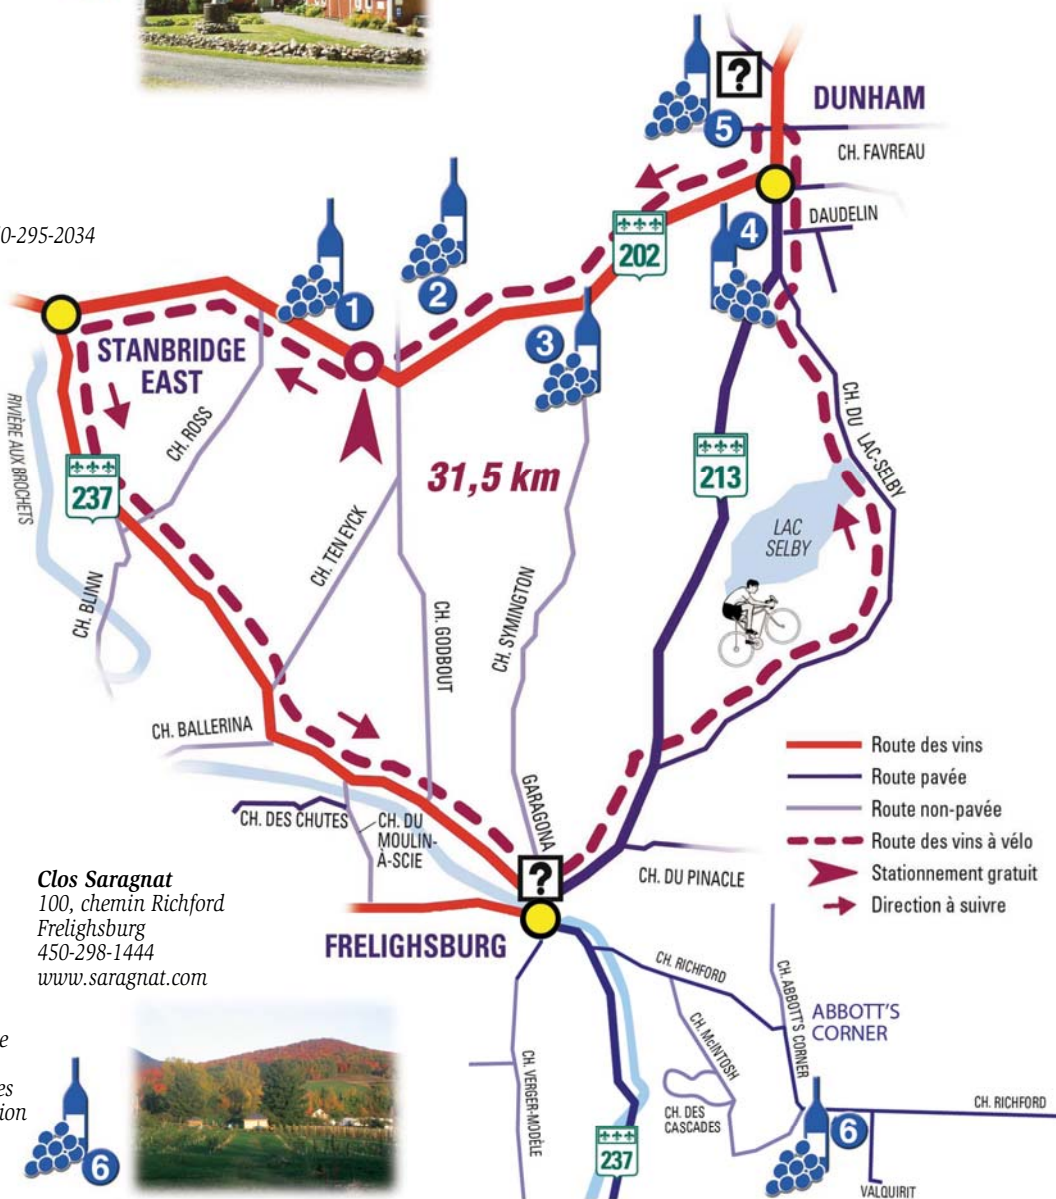 5
?
DUNHAM
CH. FAVREAU
DAUDELIN
0-295-2034
202
4
1
2
3
STANBRIDGE
EAST
RIVIÈRE AUX BROCHETS
CH. ROSS
237
31,5 km
213
CH. DU LAC-SELBY
LAC
SELBY
CH. TEN EYCK
CH. BLINN
CH. GODBOUT
CH. SYMINGTON
CH. BALLERINA
GARAGONA
CH. DES CHUTES
CH. DU
MOULIN-
À-SCIE
Route des vins
Route pavée
Route non-pavée
Route des vins à vélo
Stationnement gratuit
Direction à suivre
?
CH. DU PINACLE
Clos Saragnat
100, chemin Richford
Frelighsburg
450-298-1444
www.saragnat.com
FRELIGHSBURG
CH. RICHFORD
CH. ABBOTT'S CORNER
ABBOTT'S
CORNER
CH. McINTOSH
CH. VERGER-MODÈLE
CH. DES
CASCADES
CH. RICHFORD
e
es
ion
6
6
237
VALQUIRIT